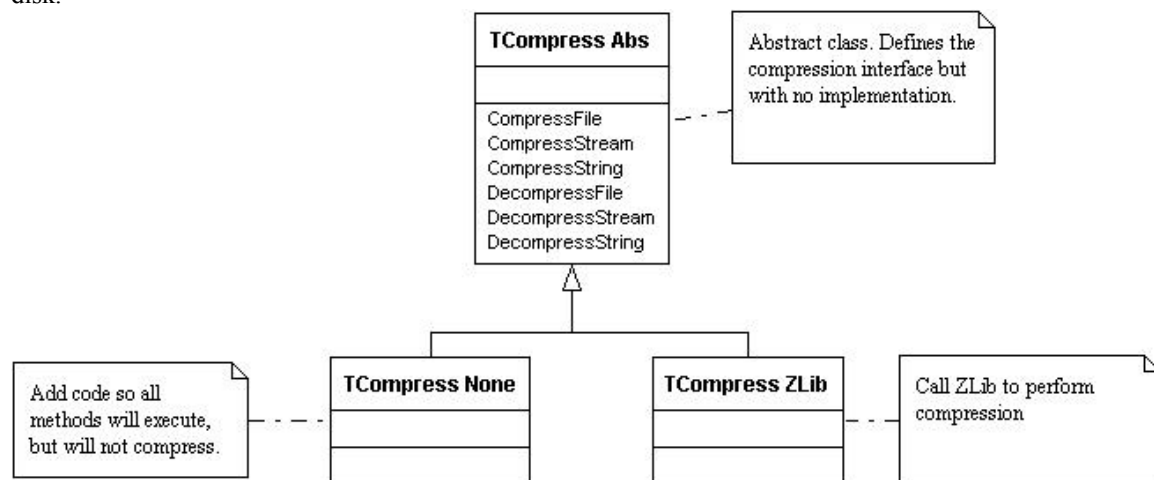 disk.
TCompress Abs
CompressFile
CompressStream
CompressString
DecompressFile
DecompressStream
DecompressString
Abstract class. Defines the
compression interface but
with no implementation.
Add code so all
methods will execute,
but will not compress.
TCompress None
TCompress ZLib
Call ZLib to perform
compression